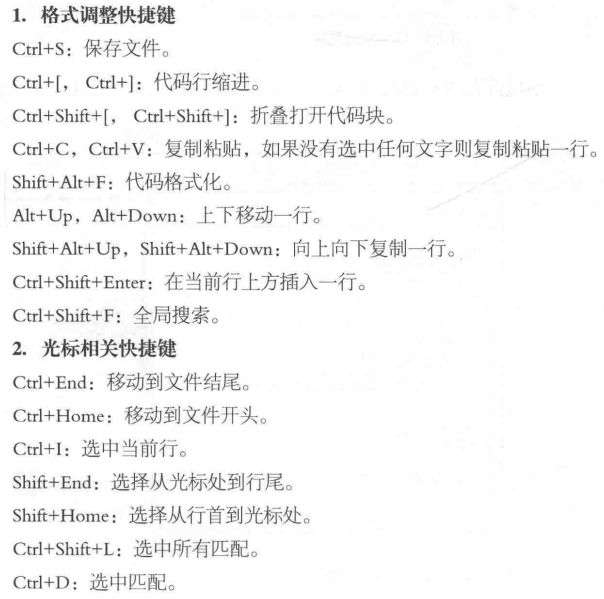 1. 格式调整快捷键
Ctrl+S：保存文件。
Ctrl+[，Ctrl+]：代码行缩进。
Ctrl+Shift+[， Ctrl+Shift+]：折叠打开代码块。
Ctrl+C，Ctrl+V：复制粘贴，如果没有选中任何文字则复制粘贴一行。
Shift+Alt+F：代码格式化。
Alt+Up，Alt+Down：上下移动一行。
Shift+Alt+Up，Shift+Alt+Down：向上向下复制一行。
Ctrl+Shift+Enter：在当前行上方插入一行。
Ctrl+Shift+F：全局搜索。
2. 光标相关快捷键
Ctrl+End：移动到文件结尾。
Ctrl+Home：移动到文件开头。
Ctrl+I：选中当前行。
Shift+End：选择从光标处到行尾。
Shift+Home：选择从行首到光标处。
Ctrl+Shift+L：选中所有匹配。
Ctrl+D：选中匹配。